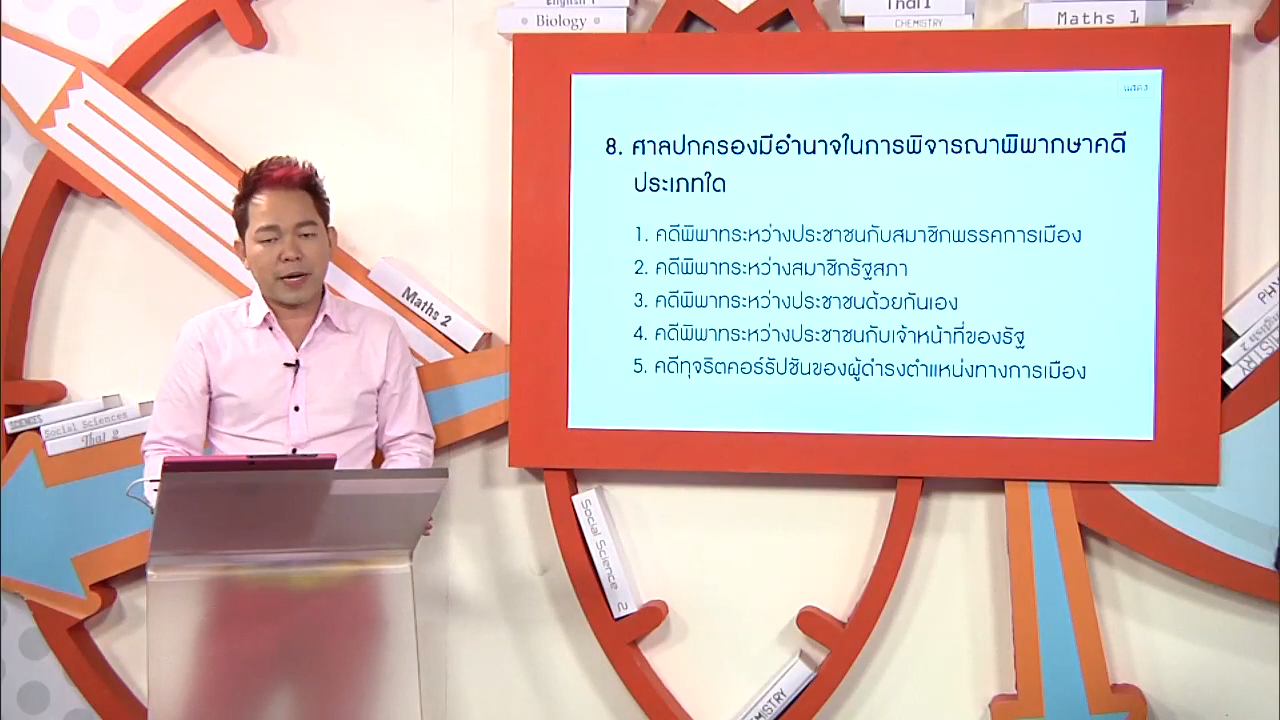 English 1
Biology
Thai 1
CHEMISTRY
Maths 1
แสดง
8. ศาลปกครองมีอำนาจในการพิจารณาพิพากษาคดี
ประเภทใด
1. คดีพิพาทระหว่างประชาชนกับสมาชิกพรรคการเมือง
2. คดีพิพาทระหว่างสมาชิกรัฐสภา
3. คดีพิพาทระหว่างประชาชนด้วยกันเอง
4. คดีพิพาทระหว่างประชาชนกับเจ้าหน้าที่ของรัฐ
5. คดีทุจริตคอร์รัปชันของผู้ดำรงตำแหน่งทางการเมือง
Maths 2
SCIENCES
Social Sciences
Thai 2
Social Science 2